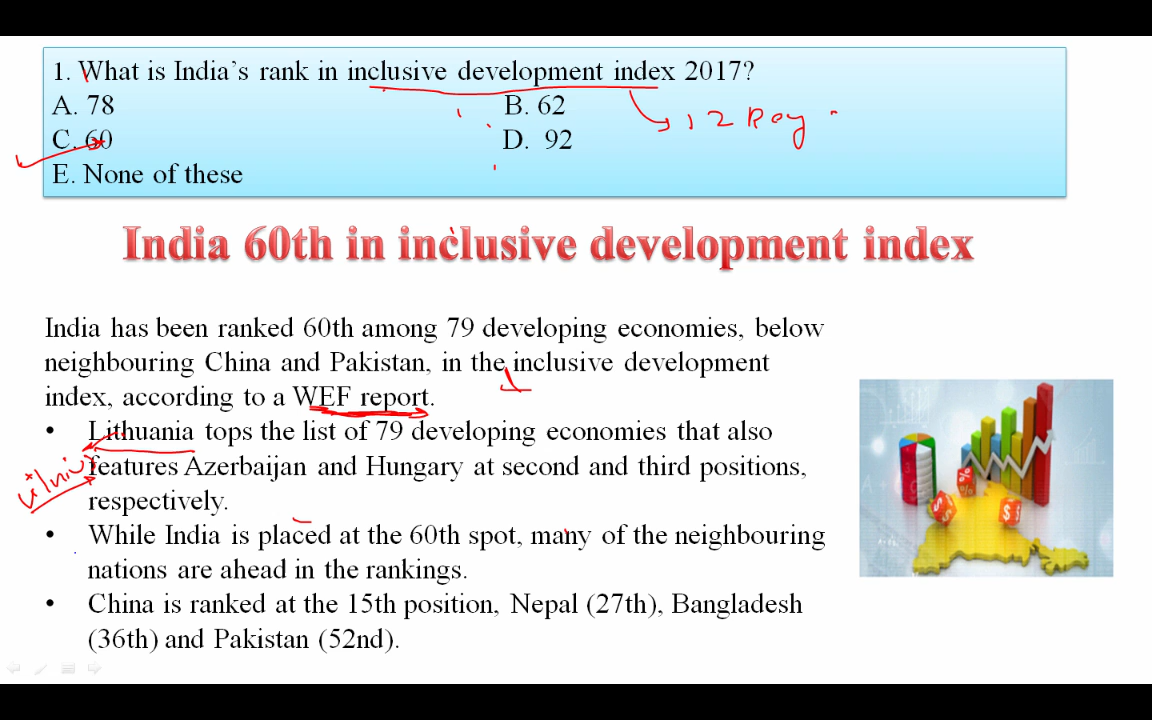 1. What is India's rank in inclusive development index 2017?
A. 78 B. 62
C. 60 D. 92
E. None of these
India 60th in inclusive development index
India has been ranked 60th among 79 developing economies, below
neighbouring China and Pakistan, in the inclusive development
index, according to a WEF report.
• Lithuania tops the list of 79 developing economies that also
features Azerbaijan and Hungary at second and third positions,
respectively.
• While India is placed at the 60th spot, many of the neighbouring
nations are ahead in the rankings.
• China is ranked at the 15th position, Nepal (27th), Bangladesh
(36th) and Pakistan (52nd).